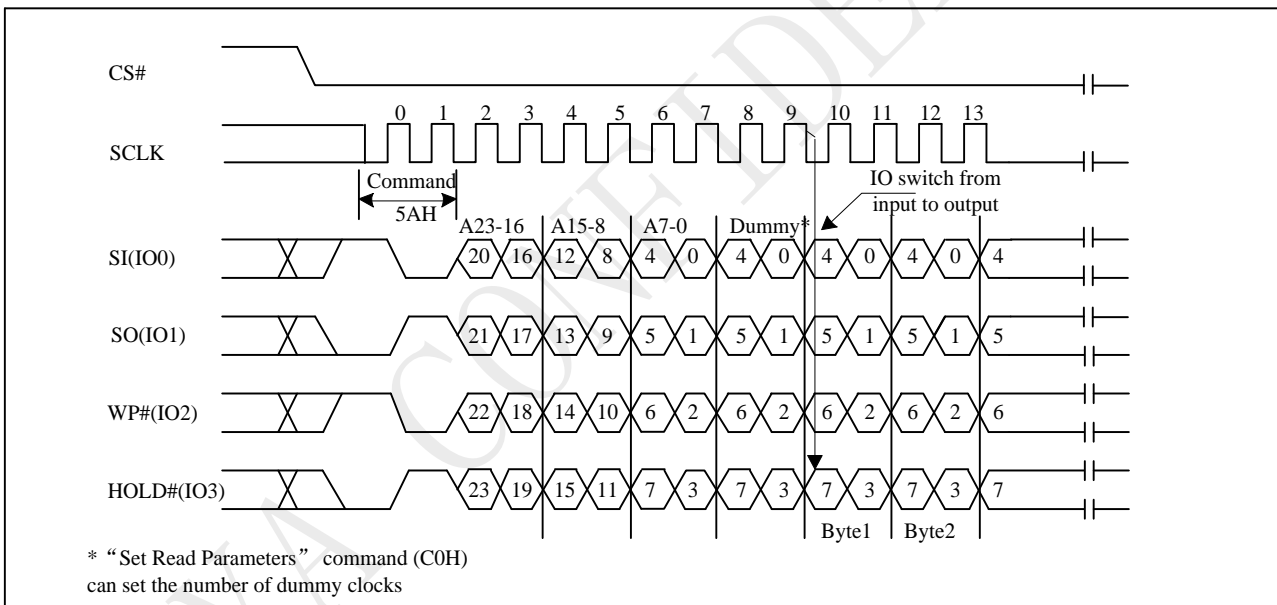 CS#
0 1 2 3 4 5 6 7 8 9 10 11 12 13
SCLK
Command
5AH
IO switch from
input to output
A23-16 A15-8 A7-0 Dummy*
SI(IO0) 20 16 12 8 4 0 4 0 4 0 4 0 4
SO(IO1) 21 17 13 9 5 1 5 1 5 1 5 1 5
WP#(IO2) 22 18 14 10 6 2 6 2 6 2 6 2 6
HOLD#(IO3) 23 19 15 11 7 3 7 3 7 3 7 3 7
Byte1 Byte2
* “Set Read Parameters” command (C0H)
can set the number of dummy clocks